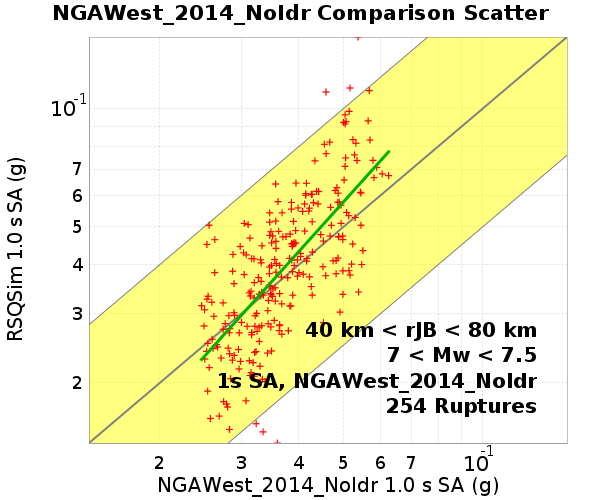 NGAWest_2014_NoIdr Comparison Scatter
RSQSim 1.0 s SA (g)
10-1
7
6
5
4
3
2
40 km < rJB < 80 km
7 < Mw < 7.5
1s SA, NGAWest_2014_NoIdr
254 Ruptures
2 3 4 5 6 7 10-1
NGAWest_2014_NoIdr 1.0 s SA (g)